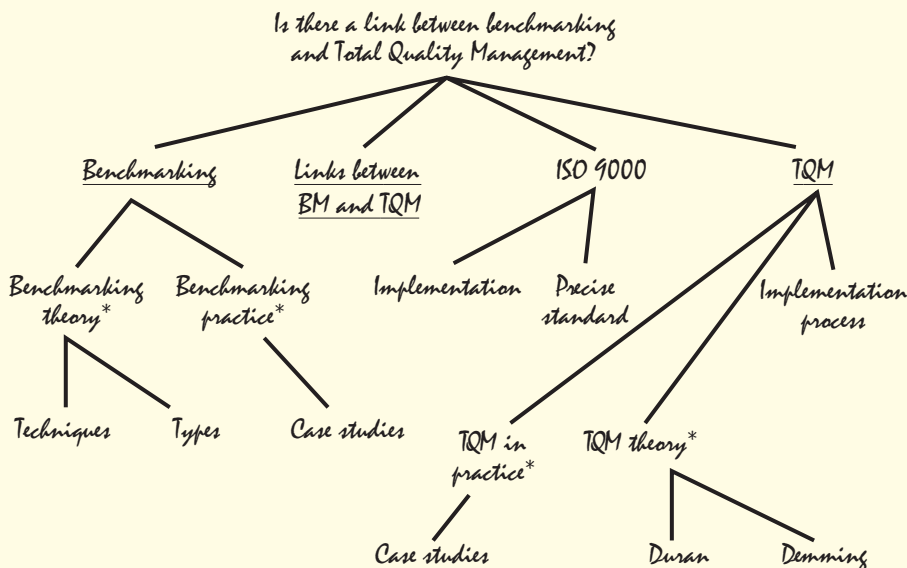 Is there a link between benchmarking
and Total Quality Management?
Benchmarking
Links between
BM and TQM
ISO 9000
TQM
Benchmarking
theory*
Benchmarking
practice*
Implementation
Precise
standard
Implementation
process
Techniques
Types
Case studies
TQM in
practice*
TQM theory*
Case studies
Duran
Demming